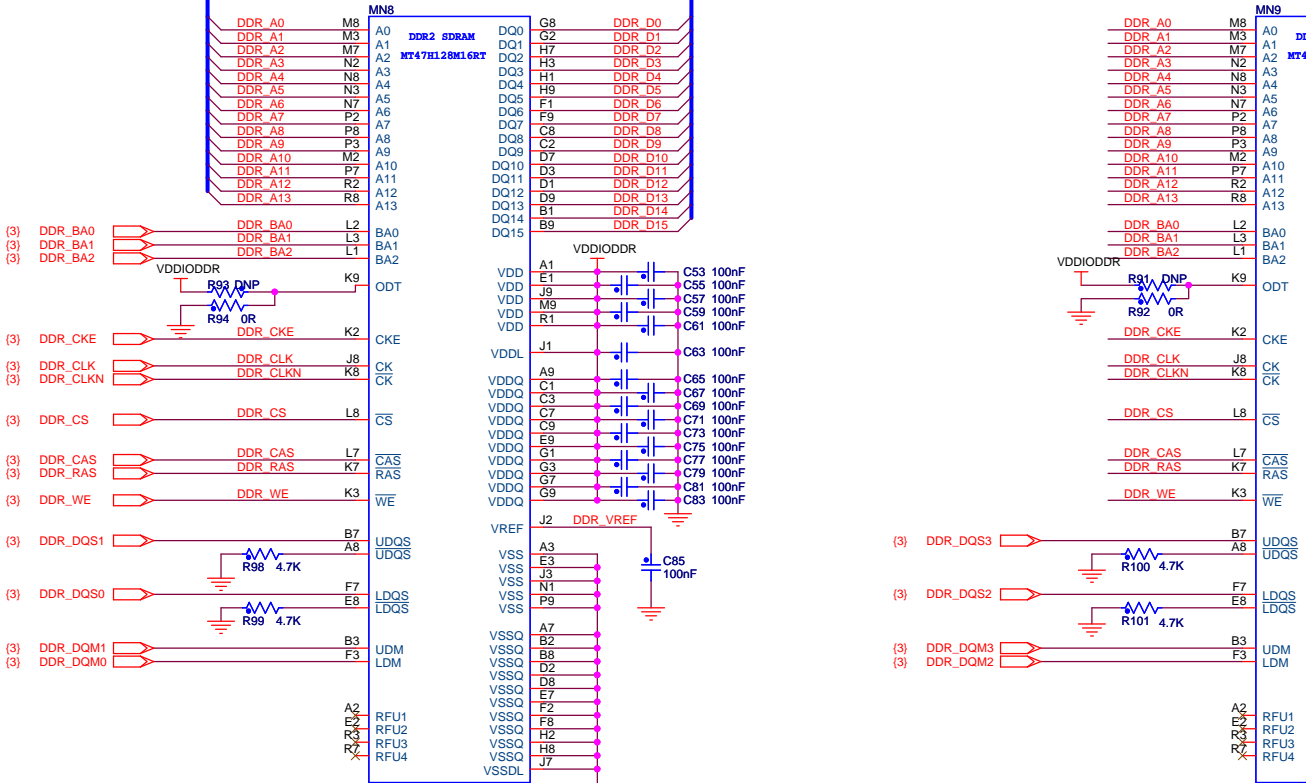 MN8
DDR2 SDRAM
MT47H128M16RT
DDR_A0 M8 A0 DQ0 G8 DDR_D0
DDR_A1 M3 A1 DQ1 G2 DDR_D1
DDR_A2 M7 A2 DQ2 H7 DDR_D2
DDR_A3 N2 A3 DQ3 H3 DDR_D3
DDR_A4 N8 A4 DQ4 H1 DDR_D4
DDR_A5 N3 A5 DQ5 H9 DDR_D5
DDR_A6 N7 A6 DQ6 F1 DDR_D6
DDR_A7 P2 A7 DQ7 F9 DDR_D7
DDR_A8 P8 A8 DQ8 C8 DDR_D8
DDR_A9 P3 A9 DQ9 C2 DDR_D9
DDR_A10 M2 A10 DQ10 D7 DDR_D10
DDR_A11 P7 A11 DQ11 D3 DDR_D11
DDR_A12 R2 A12 DQ12 D1 DDR_D12
DDR_A13 R8 A13 DQ13 D9 DDR_D13
DQ14 B1 DDR_D14
DQ15 B9 DDR_D15
{3} DDR_BA0 DDR_BA0 L2 BA0
{3} DDR_BA1 DDR_BA1 L3 BA1
{3} DDR_BA2 DDR_BA2 L1 BA2
VDDIODDR
R93 DNP
R94 0R
K9 ODT
{3} DDR_CKE DDR_CKE K2 CKE
{3} DDR_CLK DDR_CLK J8 CK
{3} DDR_CLKN DDR_CLKN K8 CK
{3} DDR_CS DDR_CS L8 CS
{3} DDR_CAS DDR_CAS L7 CAS
{3} DDR_RAS DDR_RAS K7 RAS
{3} DDR_WE DDR_WE K3 WE
{3} DDR_DQS1 B7 UDQS
A8 UDQS
R98 4.7K
{3} DDR_DQS0 F7 LDQS
E8 LDQS
R99 4.7K
{3} DDR_DQM1 B3 UDM
{3} DDR_DQM0 F3 LDM
A2 RFU1
E2 RFU2
R3 RFU3
R7 RFU4
VDDIODDR
VDD A1 C53 100nF
VDD E1 C55 100nF
VDD J9 C57 100nF
VDD M9 C59 100nF
VDD R1 C61 100nF
VDDL J1 C63 100nF
VDDQ A9 C65 100nF
VDDQ C1 C67 100nF
VDDQ C3 C69 100nF
VDDQ C7 C71 100nF
VDDQ C9 C73 100nF
VDDQ E9 C75 100nF
VDDQ G1 C77 100nF
VDDQ G3 C79 100nF
VDDQ G7 C81 100nF
VDDQ G9 C83 100nF
VREF J2 DDR_VREF
C85
100nF
VSS A3
VSS E3
VSS J3
VSS N1
VSS P9
VSSQ A7
VSSQ B2
VSSQ B8
VSSQ D2
VSSQ D8
VSSQ E7
VSSQ F2
VSSQ F8
VSSQ H2
VSSQ H8
VSSDL J7
MN9
DD
MT4
DDR_A0 M8 A0
DDR_A1 M3 A1
DDR_A2 M7 A2
DDR_A3 N2 A3
DDR_A4 N8 A4
DDR_A5 N3 A5
DDR_A6 N7 A6
DDR_A7 P2 A7
DDR_A8 P8 A8
DDR_A9 P3 A9
DDR_A10 M2 A10
DDR_A11 P7 A11
DDR_A12 R2 A12
DDR_A13 R8 A13
DDR_BA0 L2 BA0
DDR_BA1 L3 BA1
DDR_BA2 L1 BA2
VDDIODDR
R91 DNP
R92 0R
K9 ODT
DDR_CKE K2 CKE
DDR_CLK J8 CK
DDR_CLKN K8 CK
DDR_CS L8 CS
DDR_CAS L7 CAS
DDR_RAS K7 RAS
DDR_WE K3 WE
{3} DDR_DQS3 B7 UDQS
A8 UDQS
R100 4.7K
{3} DDR_DQS2 F7 LDQS
E8 LDQS
R101 4.7K
{3} DDR_DQM3 B3 UDM
{3} DDR_DQM2 F3 LDM
A2 RFU1
E2 RFU2
R3 RFU3
R7 RFU4